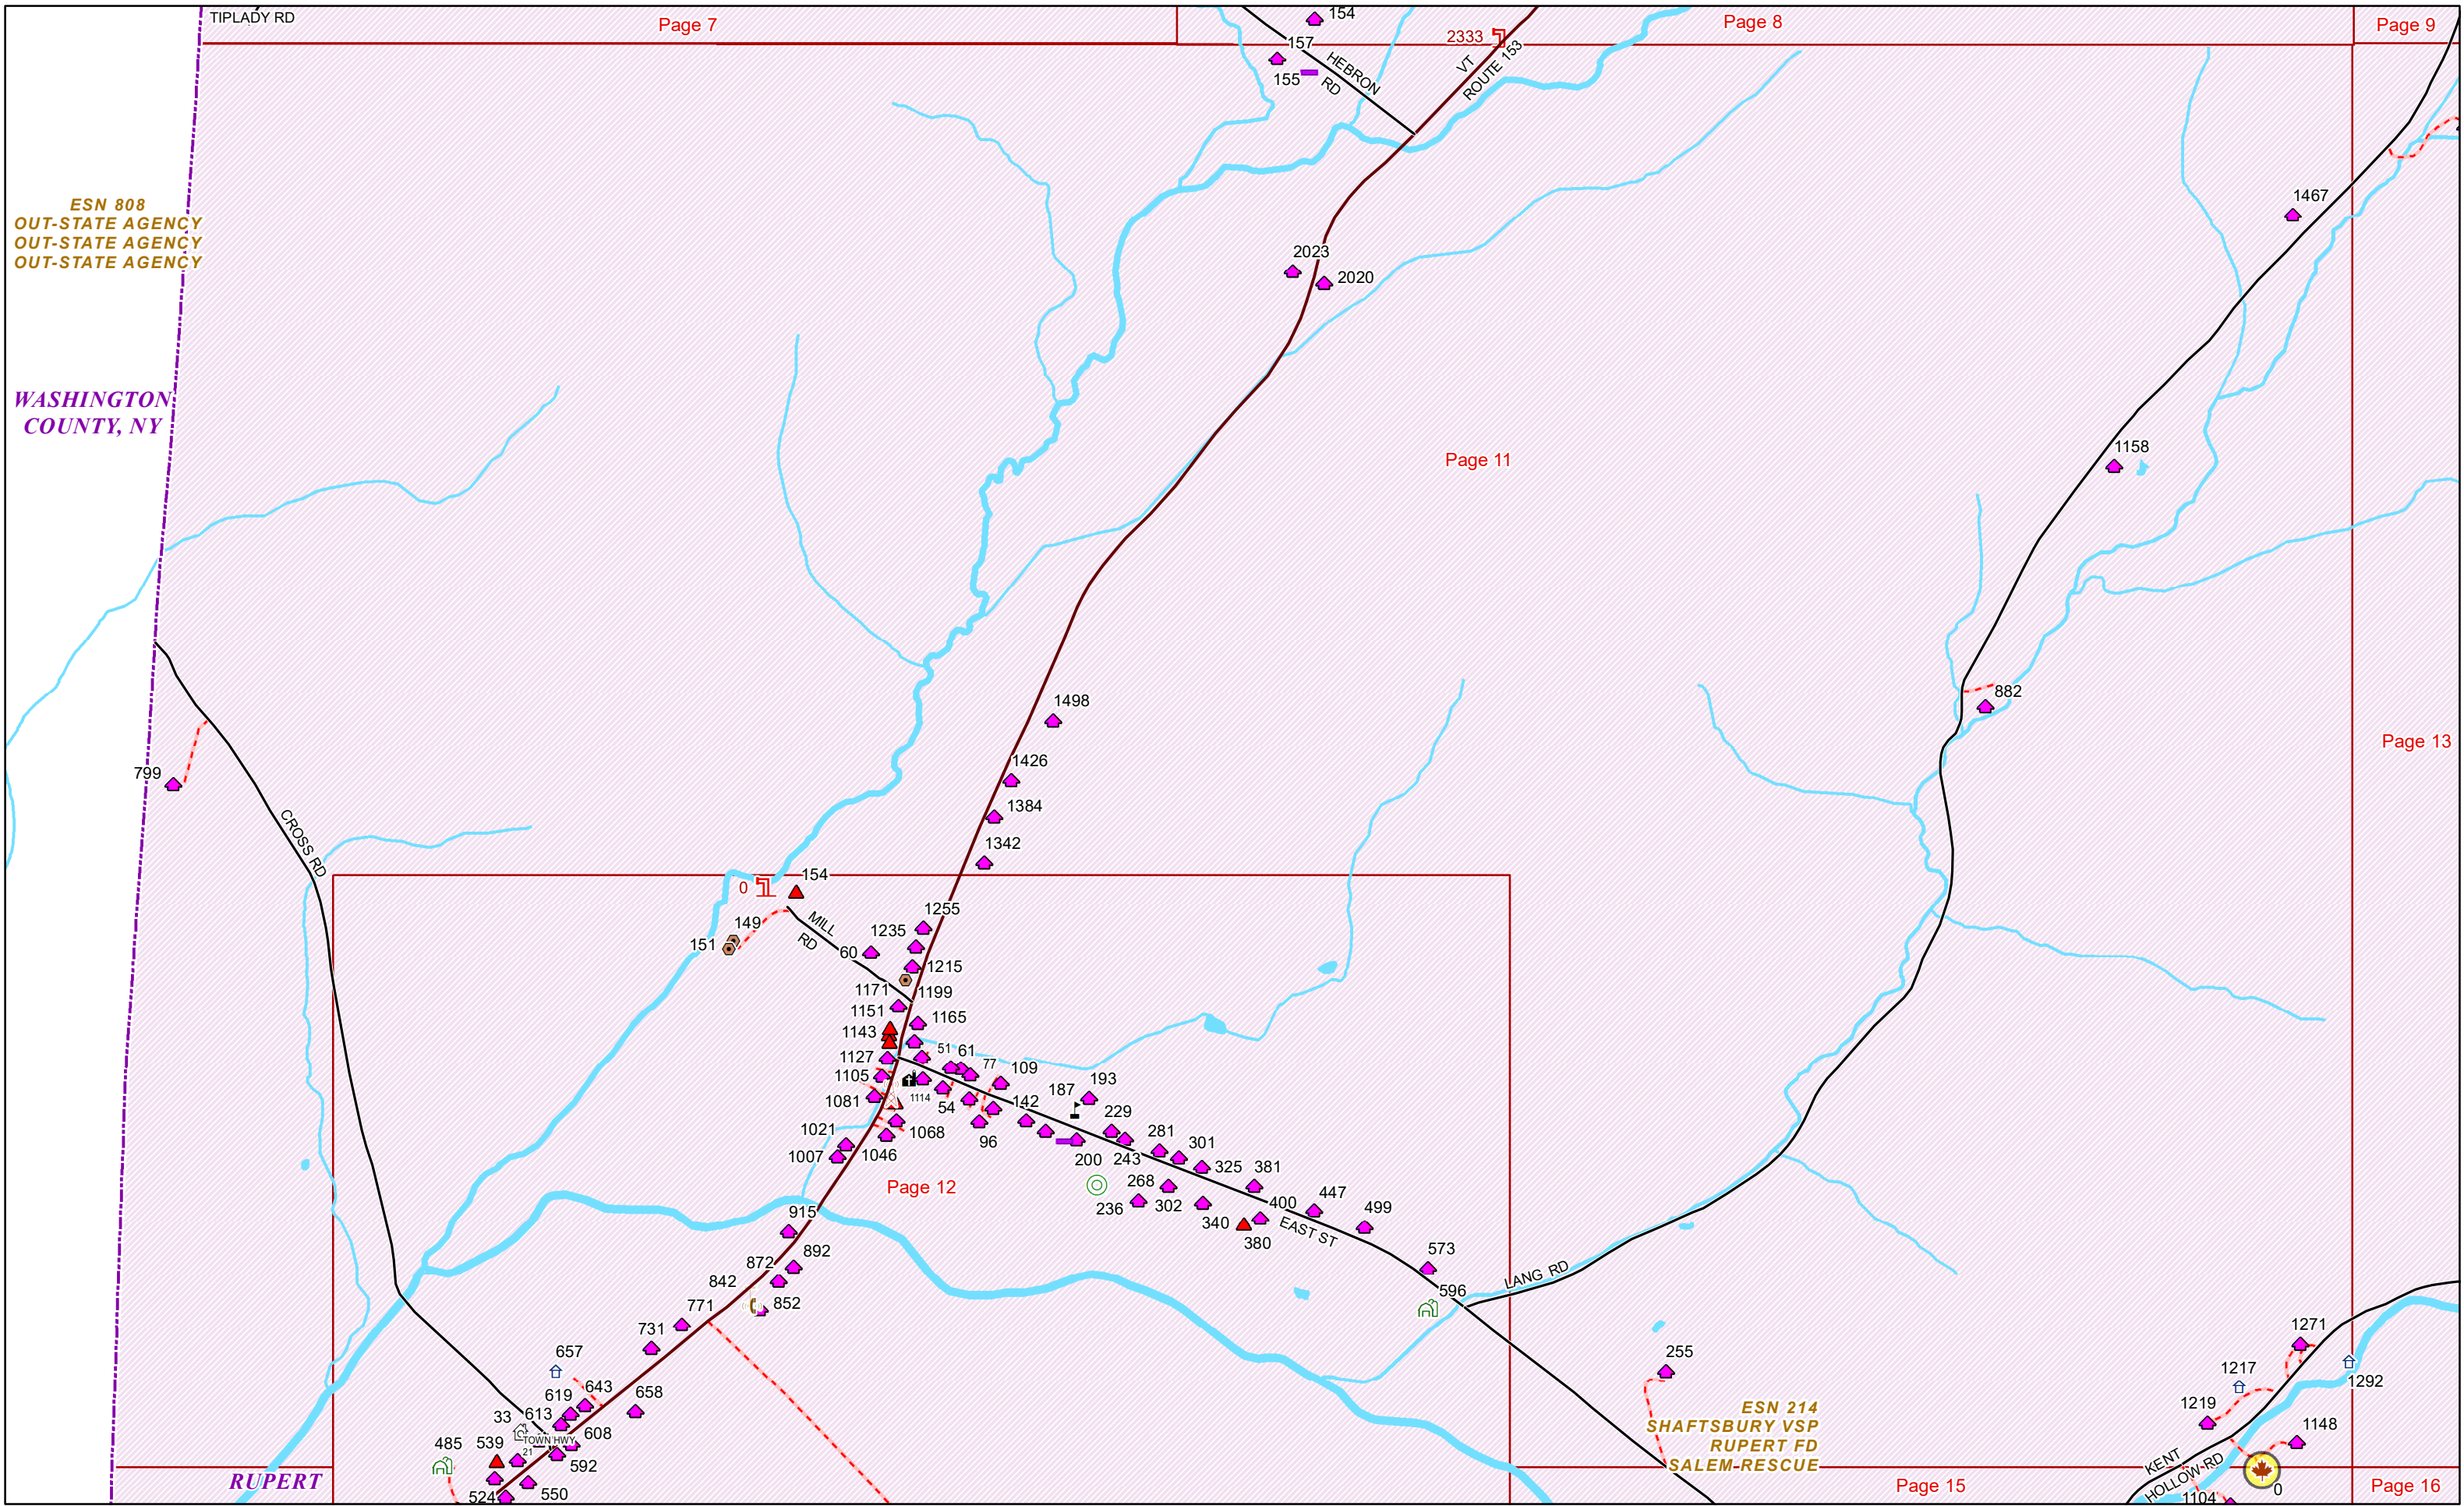 TIPLADY RD
Page 7
154
Page 8
Page 9
157
2333
155
HEBRON
RD
VT
ROUTE 153
ESN 808
OUT-STATE AGENCY
OUT-STATE AGENCY
OUT-STATE AGENCY
1467
2023
2020
WASHINGTON
COUNTY, NY
1158
Page 11
882
1498
Page 13
1426
799
1384
CROSS RD
1342
0
154
1255
MILL
RD
149
1235
151
60
1215
1171
1199
1151
1165
1143
51
61
1127
77
109
1105
187
193
1081
1114
54
142
229
1021
1068
96
281
301
1007
1046
200
243
325
381
Page 12
268
236
302
400
447
499
340
EAST ST
380
915
573
892
872
LANG RD
596
842
852
771
731
1271
657
255
1217
1292
643
619
658
1219
ESN 214
SHAFTSBURY VSP
RUPERT FD
SALEM RESCUE
33
613
608
1148
485
539
TOWN HWY
21
592
KENT
HOLLOW RD
RUPERT
550
524
Page 15
1104
0
Page 16